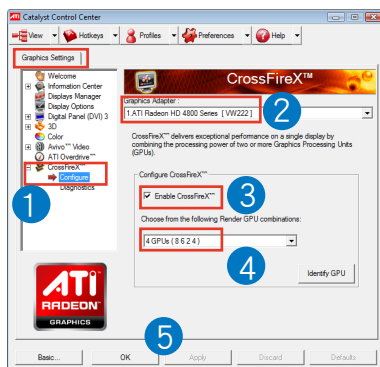 Catalyst Control Center
View Hotkeys Profiles Preferences Help
Graphics Settings
Welcome
Information Center
Displays Manager
Display Options
Digital Panel (DVI) 3
3D
Color
Avivo™ Video
ATI Overdrive™
CrossFireX™
Configure
Diagnostics
1
ATI
RADEON
GRAPHICS
CrossFireX™
Graphics Adapter :
1.ATI Radeon HD 4800 Series [ VW222 ]
2
CrossFireX™ delivers exceptional perfomance on a single display by
combining the processing power of two or more Graphics Processing Units
(GPUs).
Configure CrossFireX™
Enable CrossFireX™
3
Choose from the following Render GPU combinations:
4 GPUs ( 8 6 2 4 )
4
Identify GPU
5
Basic... OK Apply Discard Defaults